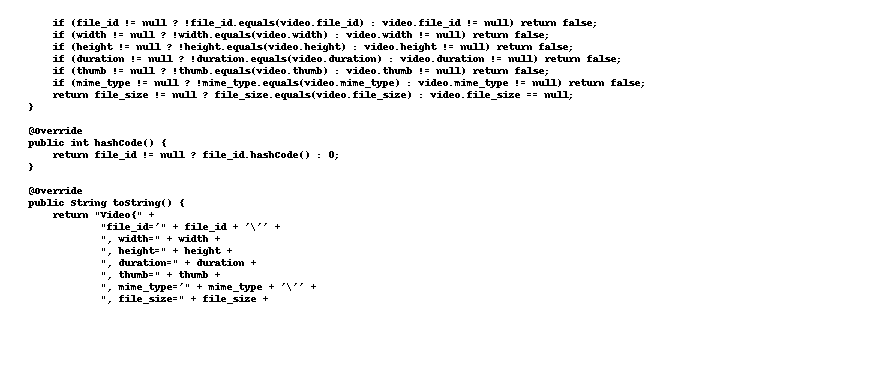 if (file_id != null ? !file_id.equals(video.file_id) : video.file_id != null) return false;
if (width != null ? !width.equals(video.width) : video.width != null) return false;
if (height != null ? !height.equals(video.height) : video.height != null) return false;
if (duration != null ? !duration.equals(video.duration) : video.duration != null) return false;
if (thumb != null ? !thumb.equals(video.thumb) : video.thumb != null) return false;
if (mime_type != null ? !mime_type.equals(video.mime_type) : video.mime_type != null) return false;
return file_size != null ? file_size.equals(video.file_size) : video.file_size == null;
}
@Override
public int hashCode() {
return file_id != null ? file_id.hashCode() : 0;
}
@Override
public String toString() {
return "Video{" +
"file_id='" + file_id + '\'' +
", width=" + width +
", height=" + height +
", duration=" + duration +
", thumb=" + thumb +
", mime_type='" + mime_type + '\'' +
", file_size=" + file_size +